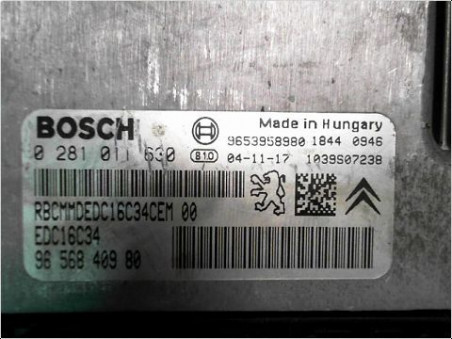 BOSCH
Made in Hungary
9653958980 1844 0946
0 281 011 630 810 04-11-17 1039S07238
RBCMMDEDC16C34CEM 00
EDC16C34
96 568 409 80